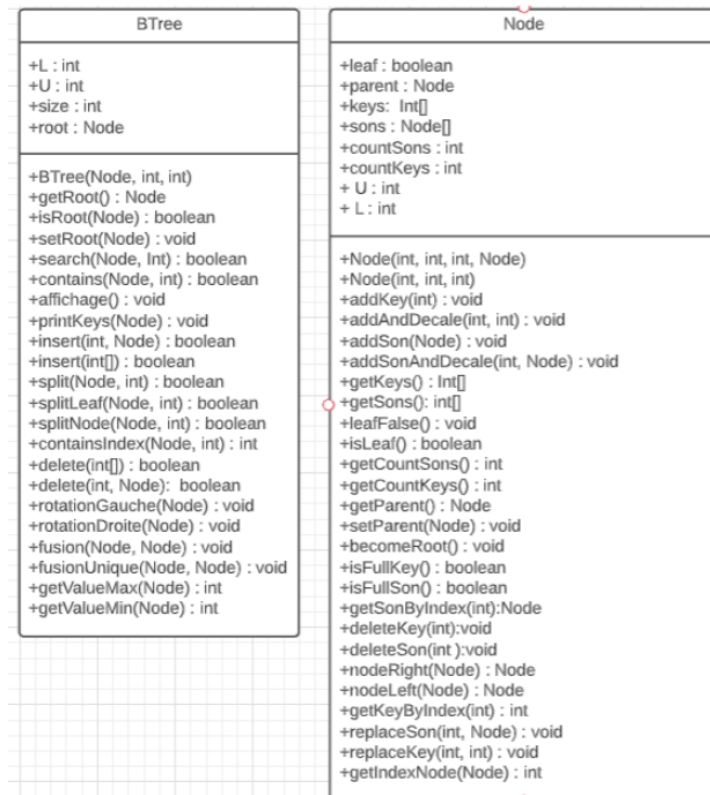 BTree
+L : int
+U : int
+size : int
+root : Node
+BTree(Node, int, int)
+getRoot() : Node
+isRoot(Node) : boolean
+setRoot(Node) : void
+search(Node, Int) : boolean
+contains(Node, int) : boolean
+affichage() : void
+printKeys(Node) : void
+insert(int, Node) : boolean
+insert(int[]) : boolean
+split(Node, int) : boolean
+splitLeaf(Node, int) : boolean
+splitNode(Node, int) : boolean
+containsIndex(Node, int) : int
+delete(int[]) : boolean
+delete(int, Node): boolean
+rotationGauche(Node) : void
+rotationDroite(Node) : void
+fusion(Node, Node) : void
+fusionUnique(Node, Node) : void
+getValueMax(Node) : int
+getValueMin(Node) : int
Node
+leaf : boolean
+parent : Node
+keys: Int[]
+sons : Node[]
+countSons : int
+countKeys : int
+ U : int
+ L : int
+Node(int, int, int, Node)
+Node(int, int, int)
+addKey(int) : void
+addAndDecale(int, int) : void
+addSon(Node) : void
+addSonAndDecale(int, Node) : void
+getKeys() : Int[]
+getSons(): int[]
+leafFalse() : void
+isLeaf() : boolean
+getCountSons() : int
+getCountKeys() : int
+getParent() : Node
+setParent(Node) : void
+becomeRoot() : void
+isFullKey() : boolean
+isFullSon() : boolean
+getSonByIndex(int):Node
+deleteKey(int):void
+deleteSon(int ):void
+nodeRight(Node) : Node
+nodeLeft(Node) : Node
+getKeyByIndex(int) : int
+replaceSon(int, Node) : void
+replaceKey(int, int) : void
+getIndexNode(Node) : int